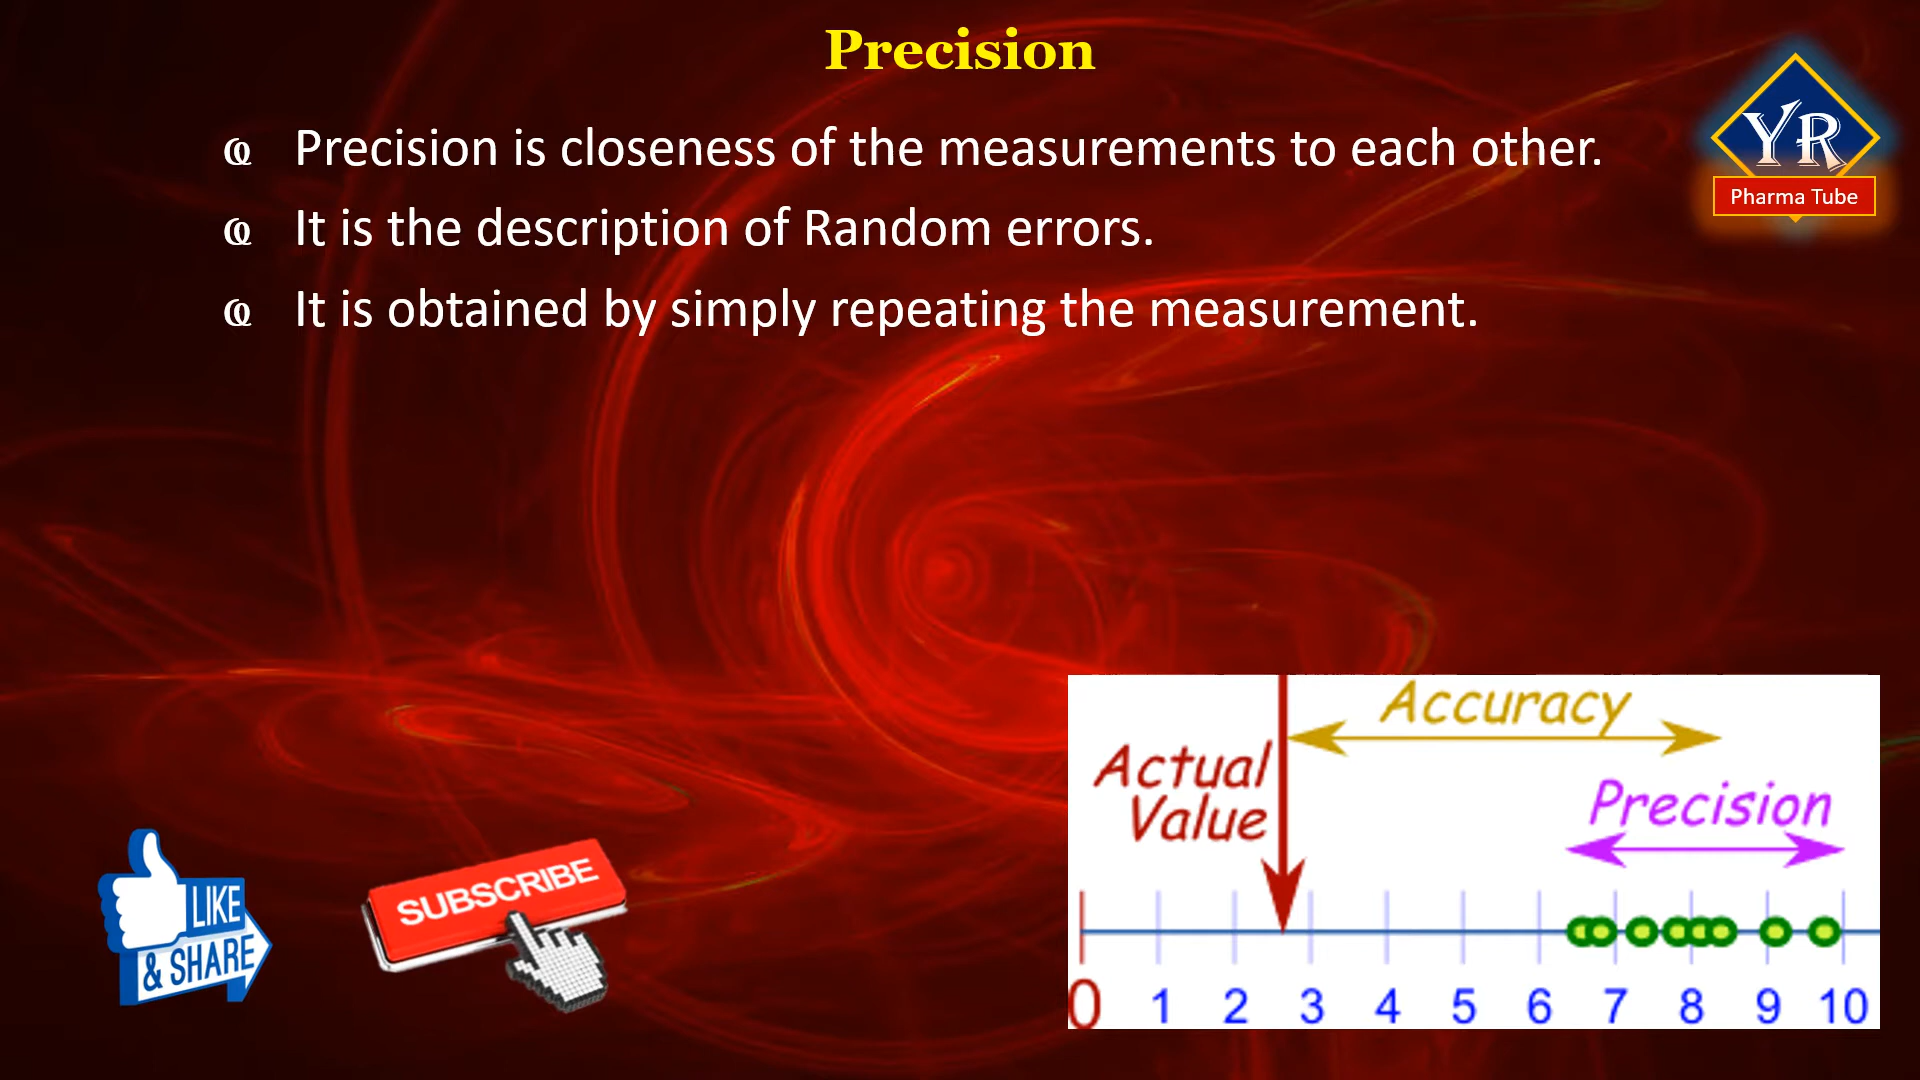 Precision
Precision is closeness of the measurements to each other.
It is the description of Random errors.
It is obtained by simply repeating the measurement.
YR
Pharma Tube
LIKE
& SHARE
SUBSCRIBE
Accuracy
Actual
Value
Precision
0 1 2 3 4 5 6 7 8 9 10